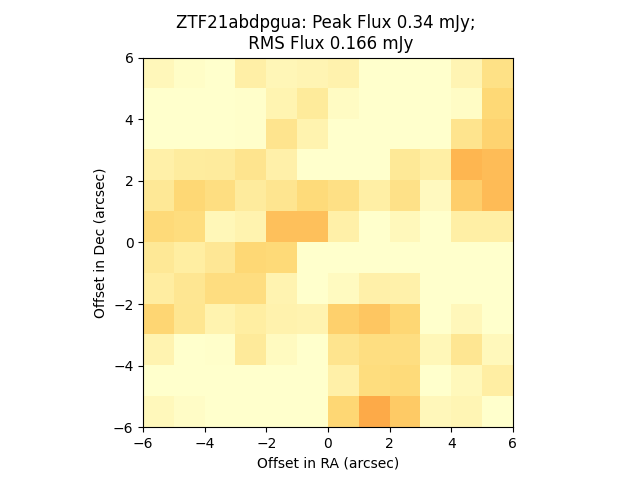 ZTF21abdpgua: Peak Flux 0.34 mJy;
RMS Flux 0.166 mJy
6
4
2
0
−2
−4
−6
Offset in Dec (arcsec)
−6 −4 −2 0 2 4 6
Offset in RA (arcsec)